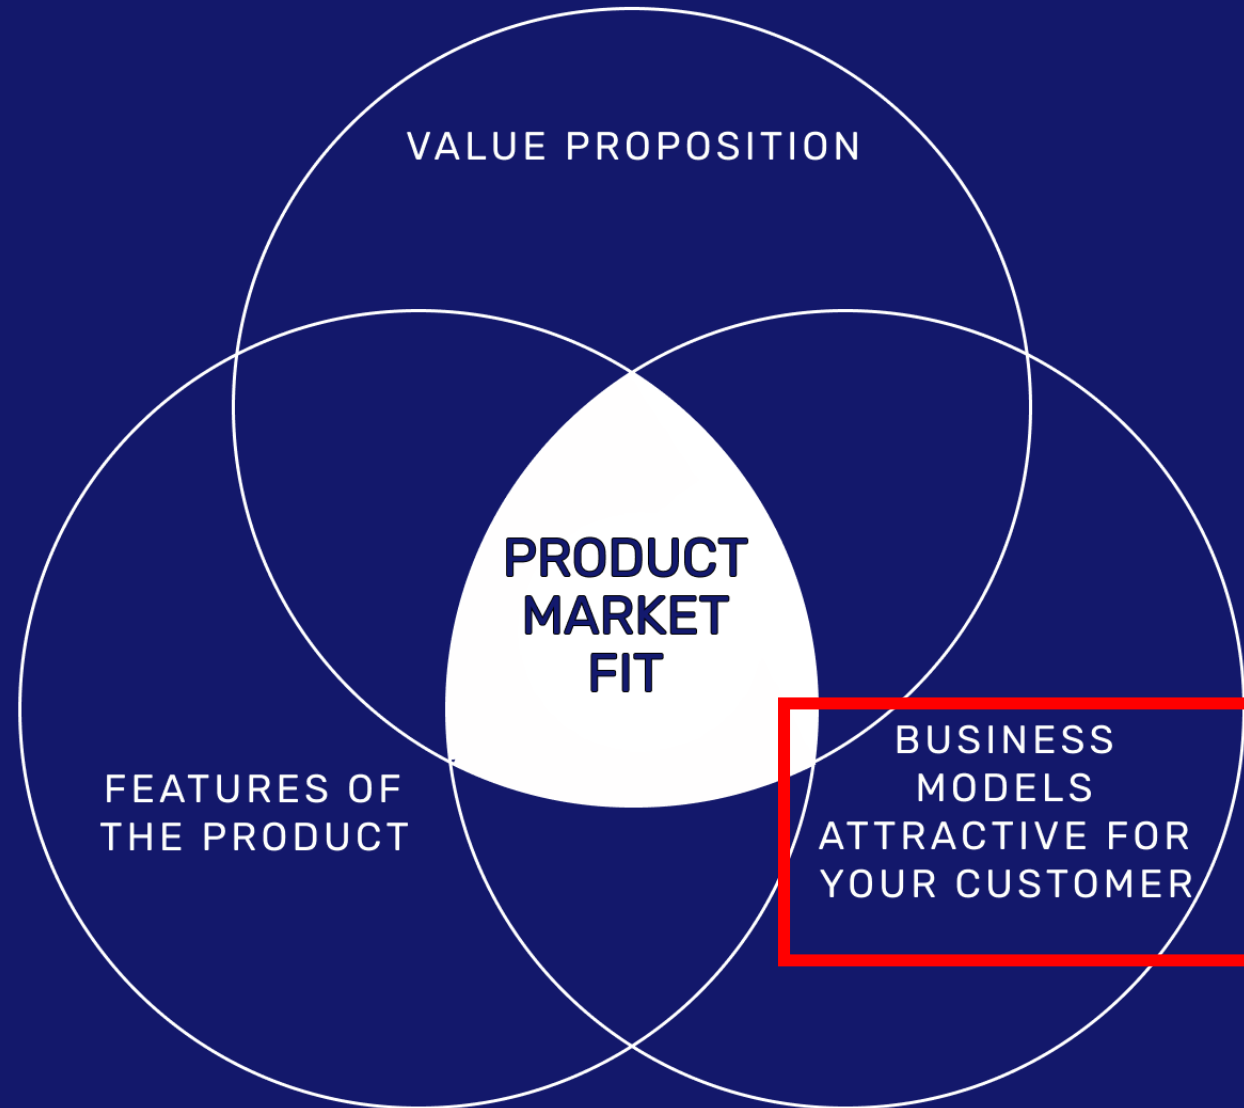 VALUE PROPOSITION
PRODUCT
MARKET
FIT
FEATURES OF
THE PRODUCT
BUSINESS
MODELS
ATTRACTIVE FOR
YOUR CUSTOMER